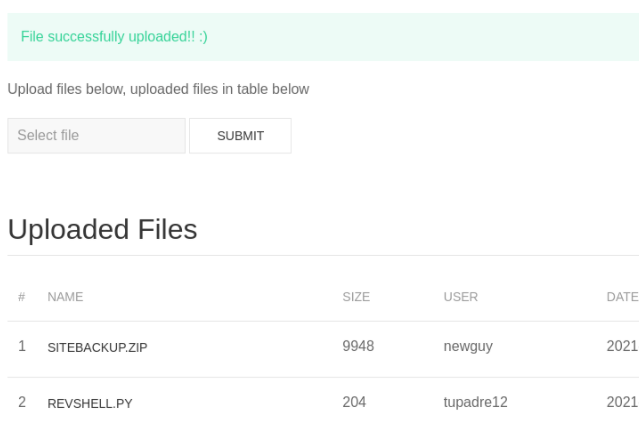 File successfully uploaded!! :)
Upload files below, uploaded files in table below
Select file SUBMIT
Uploaded Files
# NAME SIZE USER DATE
1 SITEBACKUP.ZIP 9948 newguy 2021
2 REVSHELL.PY 204 tupadre12 2021